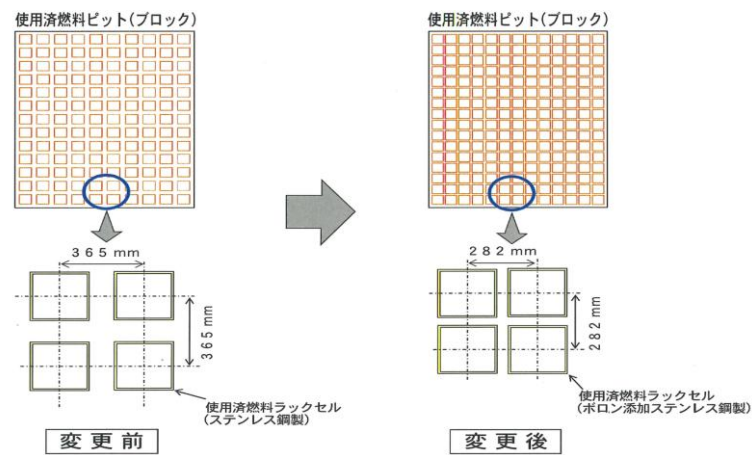 使用済燃料ピット(ブロック)
365 mm
365 mm
使用済燃料ラックセル
(ステンレス鋼製)
変更前
使用済燃料ピット(ブロック)
282 mm
282 mm
使用済燃料ラックセル
(ボロン添加ステンレス鋼製)
変更後